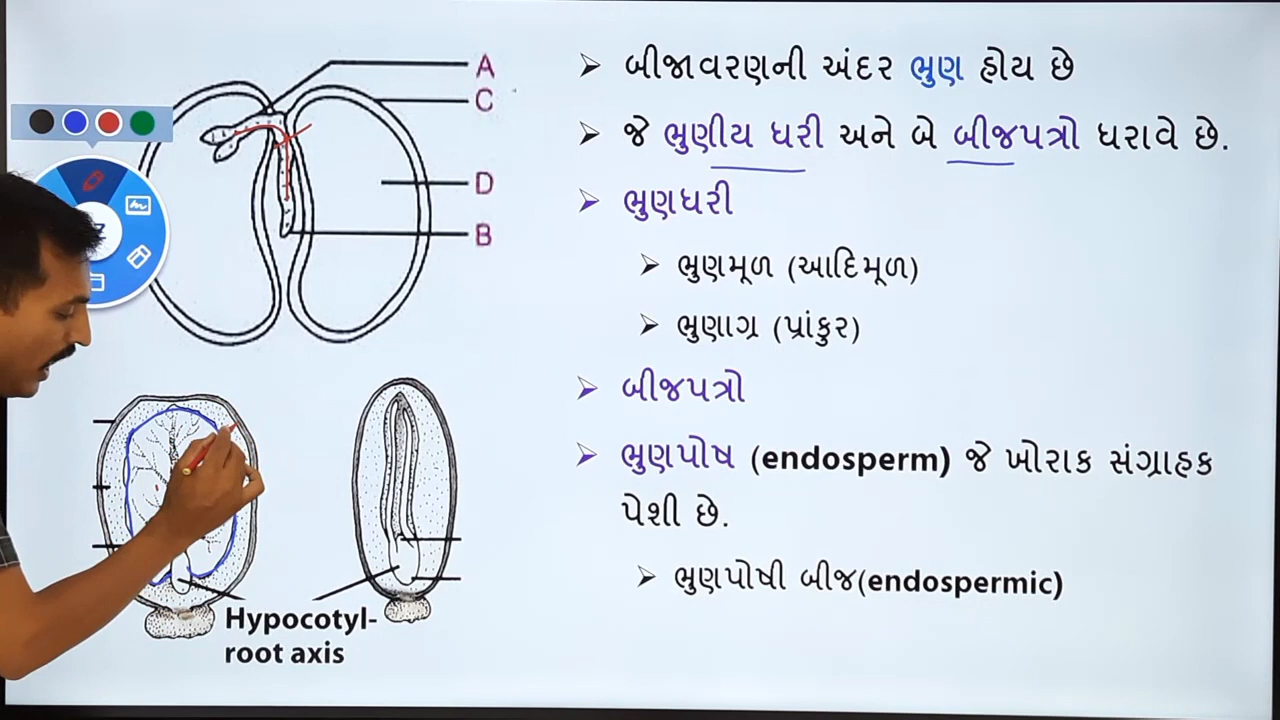 A
C
D
B
Hypocotyl-
root axis
બીજાવરણની અંદર ભ્રુણ હોય છે
જે ભ્રુણીય ધરી અને બે બીજપત્રો ધરાવે છે.
ભ્રુણધરી
ભ્રુણમૂળ (આદિમૂળ)
ભ્રુણાગ્ર (પ્રાંકુર)
બીજપત્રો
ભ્રુણપોષ (endosperm) જે ખોરાક સંગ્રાહક
પેશી છે.
ભ્રુણપોષી બીજ(endospermic)